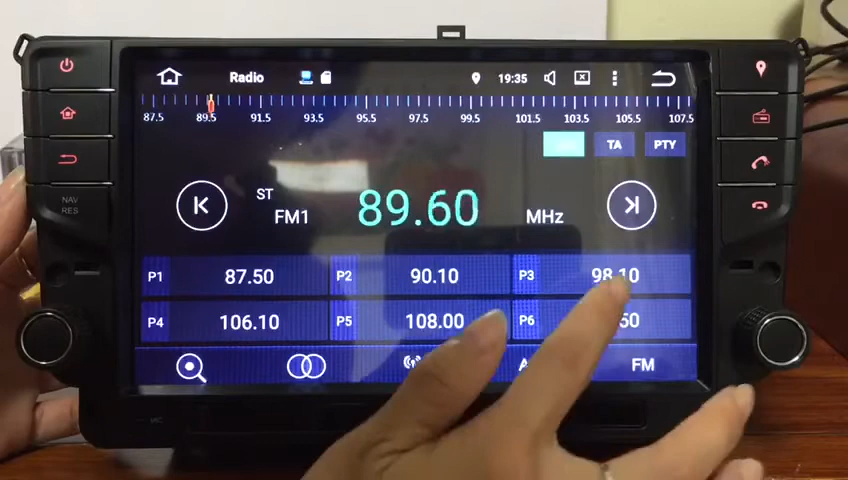 Radio 19:35
87.5 89.5 91.5 93.5 95.5 97.5 99.5 101.5 103.5 105.5 107.5
TA PTY
NAV
RES
ST
FM1 89.60 MHz
P1 87.50 P2 90.10 P3 98.10
P4 106.10 P5 108.00 P6
FM
MIC